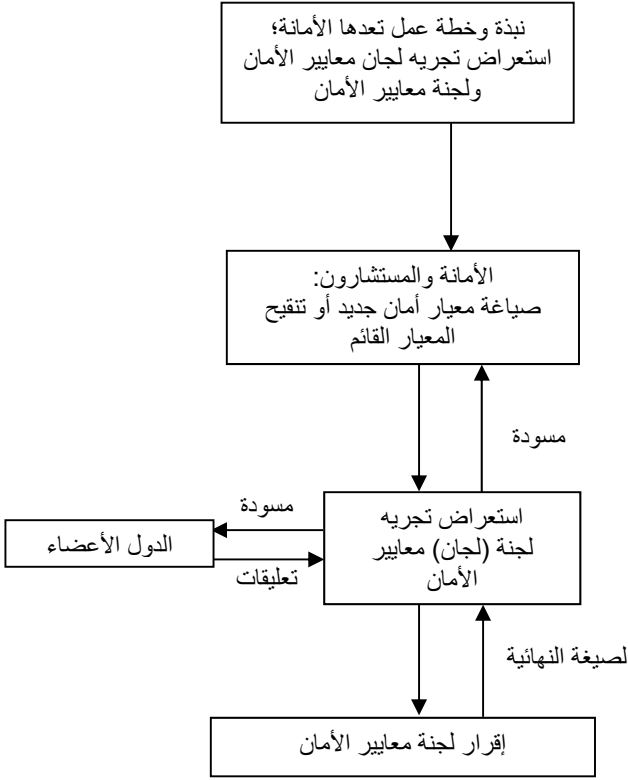 نبذة وخطة عمل تعدها الأمانة؛
استعراض تجريه لجان معايير الأمان
ولجنة معايير الأمان
الأمانة والمستشارون:
صياغة معيار أمان جديد أو تنقيح
المعيار القائم
مسودة
استعراض تجريه
لجنة (لجان) معايير
الأمان
مسودة
الدول الأعضاء
تعليقات
لصيغة النهائية
إقرار لجنة معايير الأمان